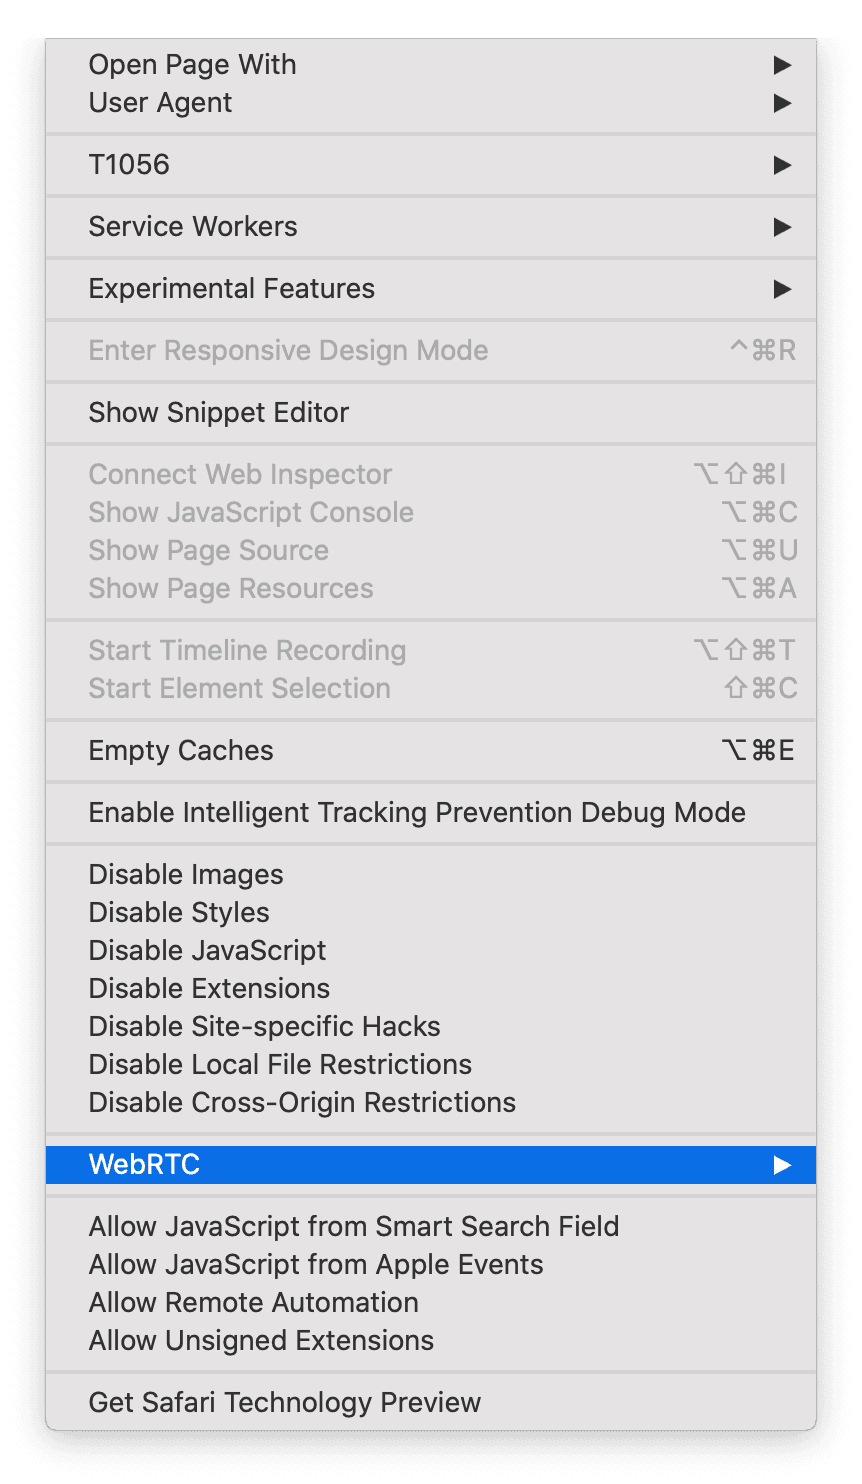 Open Page With ▶
User Agent ▶
T1056 ▶
Service Workers ▶
Experimental Features ▶
Enter Responsive Design Mode ^⌘R
Show Snippet Editor
Connect Web Inspector ⌥⇧⌘I
Show JavaScript Console ⌥⌘C
Show Page Source ⌥⌘U
Show Page Resources ⌥⌘A
Start Timeline Recording ⌥⇧⌘T
Start Element Selection ⇧⌘C
Empty Caches ⌥⌘E
Enable Intelligent Tracking Prevention Debug Mode
Disable Images
Disable Styles
Disable JavaScript
Disable Extensions
Disable Site-specific Hacks
Disable Local File Restrictions
Disable Cross-Origin Restrictions
WebRTC ▶
Allow JavaScript from Smart Search Field
Allow JavaScript from Apple Events
Allow Remote Automation
Allow Unsigned Extensions
Get Safari Technology Preview